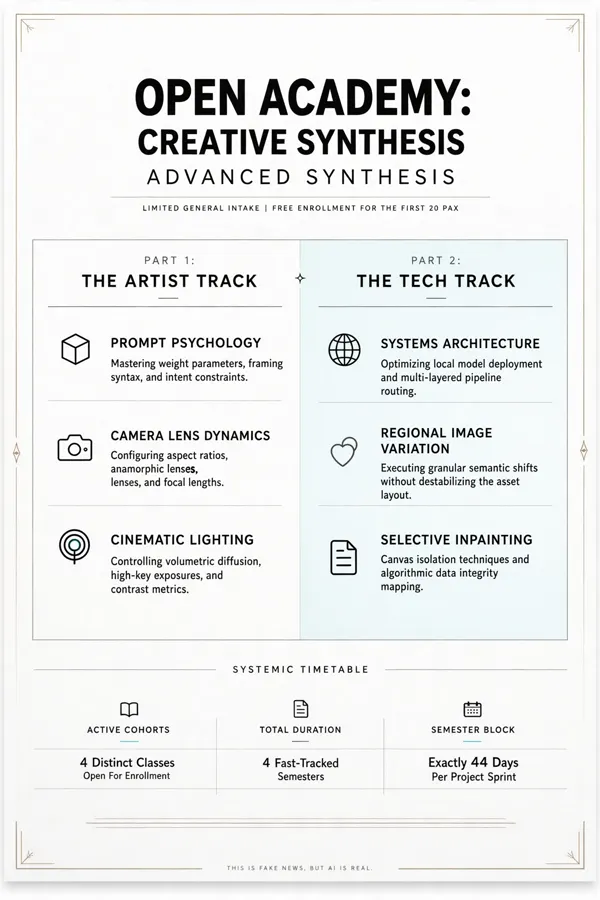 OPEN ACADEMY:
CREATIVE SYNTHESIS
ADVANCED SYNTHESIS
LIMITED GENERAL INTAKE | FREE ENROLLMENT FOR THE FIRST 20 PAX
PART 1:
THE ARTIST TRACK
PROMPT PSYCHOLOGY
Mastering weight parameters, framing
syntax, and intent constraints.
CAMERA LENS DYNAMICS
Configuring aspect ratios,
anamorphic lenses,
lenses, and focal lengths.
CINEMATIC LIGHTING
Controlling volumetric diffusion,
high-key exposures, and
contrast metrics.
PART 2:
THE TECH TRACK
SYSTEMS ARCHITECTURE
Optimizing local model deployment
and multi-layered pipeline
routing.
REGIONAL IMAGE
VARIATION
Executing granular semantic shifts
without destabilizing the asset
layout.
SELECTIVE INPAINTING
Canvas isolation techniques and
algorithmic data integrity
mapping.
SYSTEMIC TIMETABLE
ACTIVE COHORTS
4 Distinct Classes
Open For Enrollment
TOTAL DURATION
4 Fast-Tracked
Semesters
SEMESTER BLOCK
Exactly 44 Days
Per Project Sprint
THIS IS FAKE NEWS, BUT AI IS REAL.